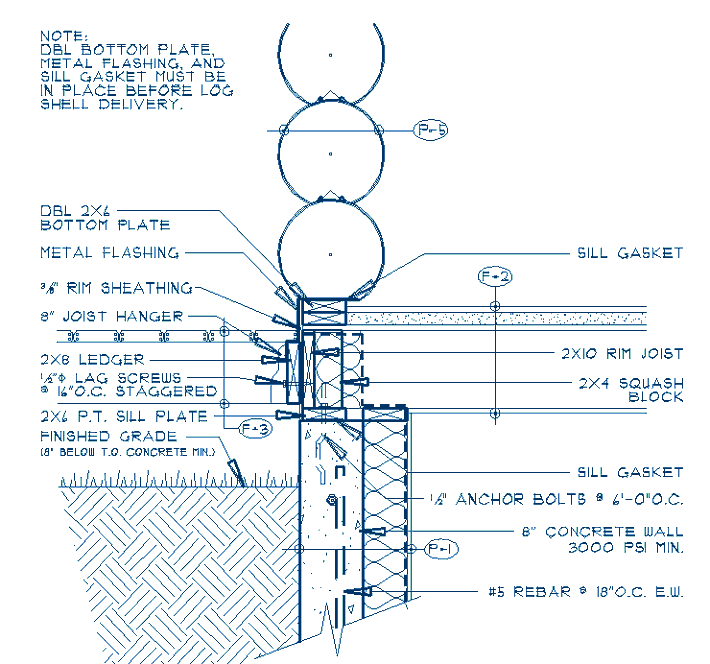 NOTE:
DBL BOTTOM PLATE,
METAL FLASHING, AND
SILL GASKET MUST BE
IN PLACE BEFORE LOG
SHELL DELIVERY.
P-5
DBL 2X6
BOTTOM PLATE
METAL FLASHING
SILL GASKET
F-2
RIM SHEATHING
8" JOIST HANGER
2X8 LEDGER
2X10 RIM JOIST
1/2"Φ LAG SCREWS
@ 16"O.C. STAGGERED
2X4 SQUASH
BLOCK
2X6 P.T. SILL PLATE
F-3
FINISHED GRADE
(8" BELOW T.O. CONCRETE MIN.)
SILL GASKET
1/2" ANCHOR BOLTS @ 6'-0"O.C.
8" CONCRETE WALL
3000 PSI MIN.
P-1
#5 REBAR @ 18"O.C. E.W.